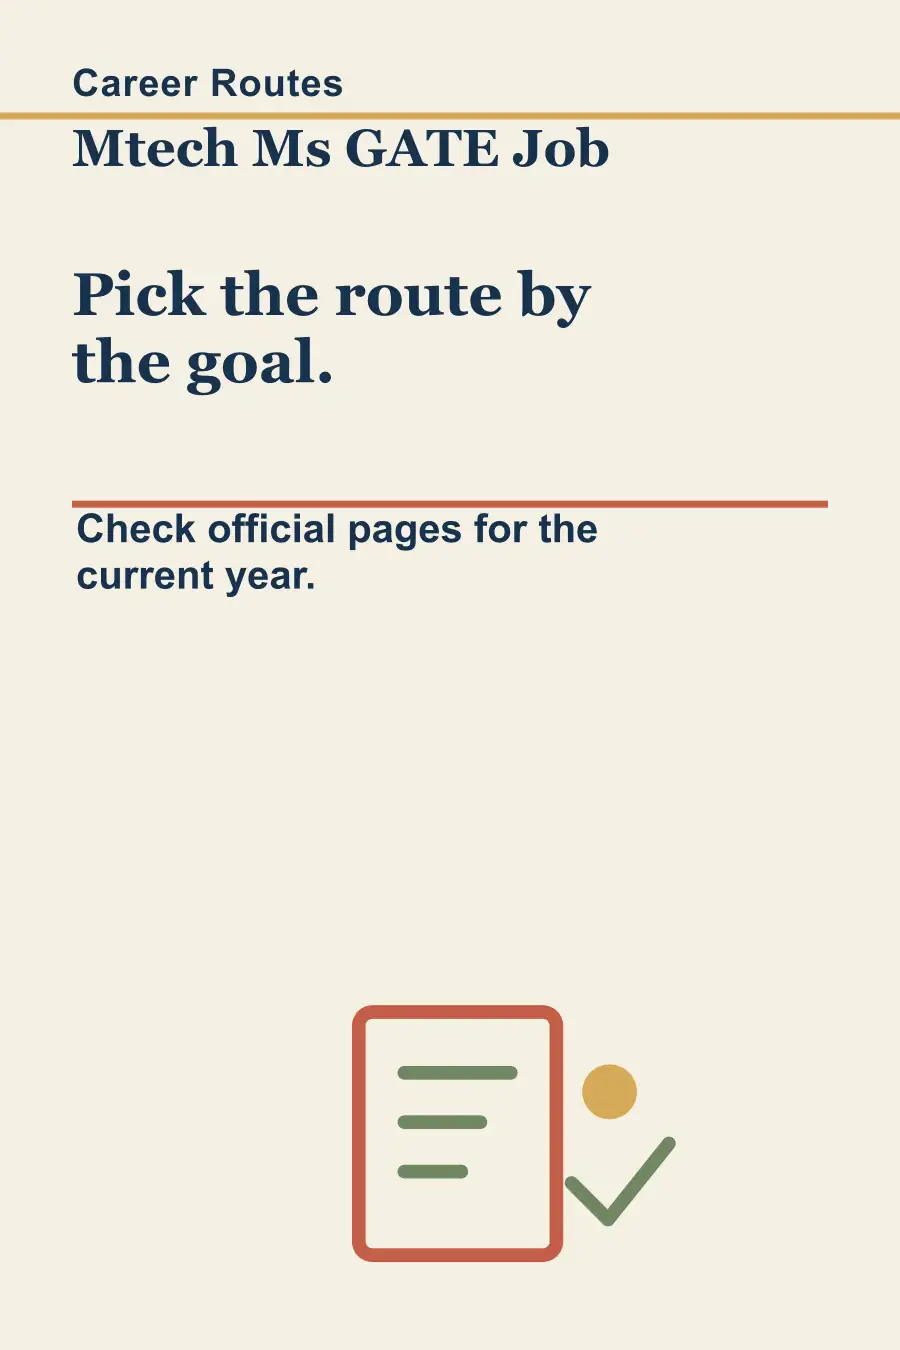 Career Routes
Mtech Ms GATE Job
Pick the route by
the goal.
Check official pages for the
current year.